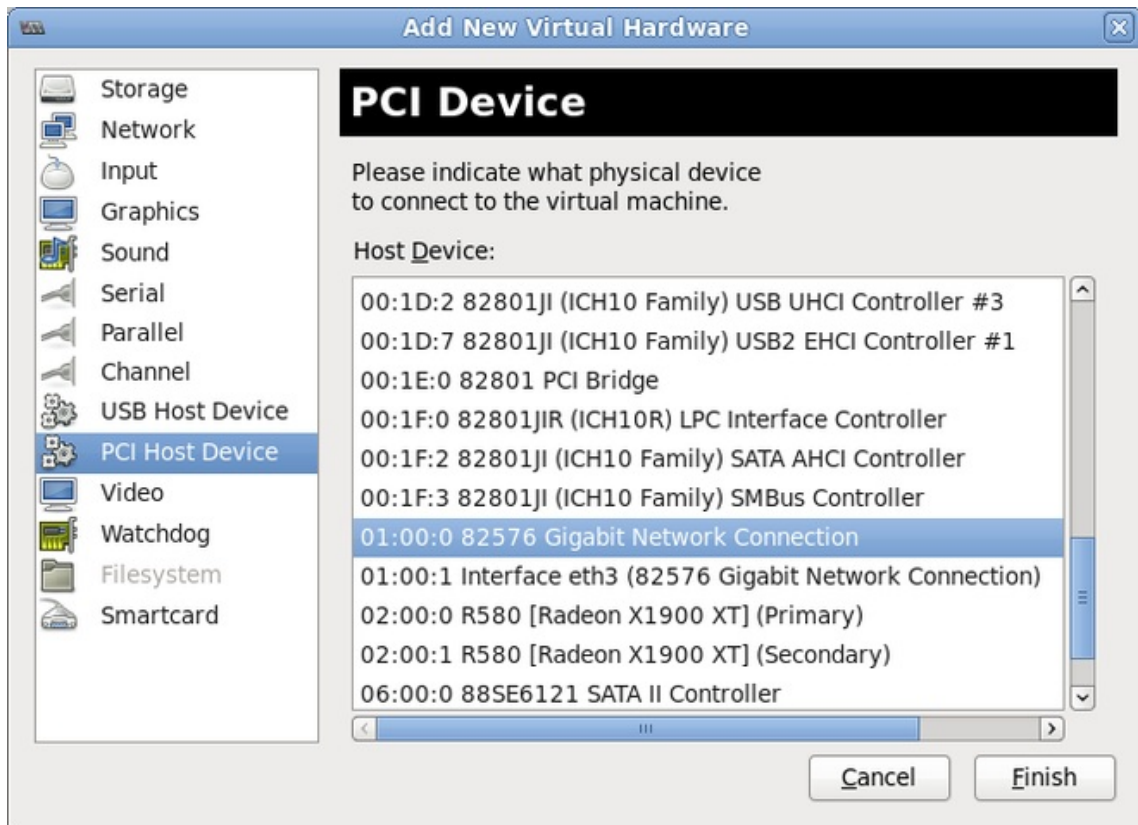 Add New Virtual Hardware
Storage
Network
Input
Graphics
Sound
Serial
Parallel
Channel
USB Host Device
PCI Host Device
Video
Watchdog
Filesystem
Smartcard
PCI Device
Please indicate what physical device
to connect to the virtual machine.
Host Device:
00:1D:2 82801JI (ICH10 Family) USB UHCI Controller #3
00:1D:7 82801JI (ICH10 Family) USB2 EHCI Controller #1
00:1E:0 82801 PCI Bridge
00:1F:0 82801JIR (ICH10R) LPC Interface Controller
00:1F:2 82801JI (ICH10 Family) SATA AHCI Controller
00:1F:3 82801JI (ICH10 Family) SMBus Controller
01:00:0 82576 Gigabit Network Connection
01:00:1 Interface eth3 (82576 Gigabit Network Connection)
02:00:0 R580 [Radeon X1900 XT] (Primary)
02:00:1 R580 [Radeon X1900 XT] (Secondary)
06:00:0 88SE6121 SATA II Controller
Cancel
Finish